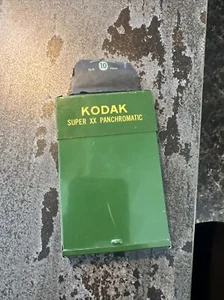 10
KODAK
SUPER XX PANCHROMATIC